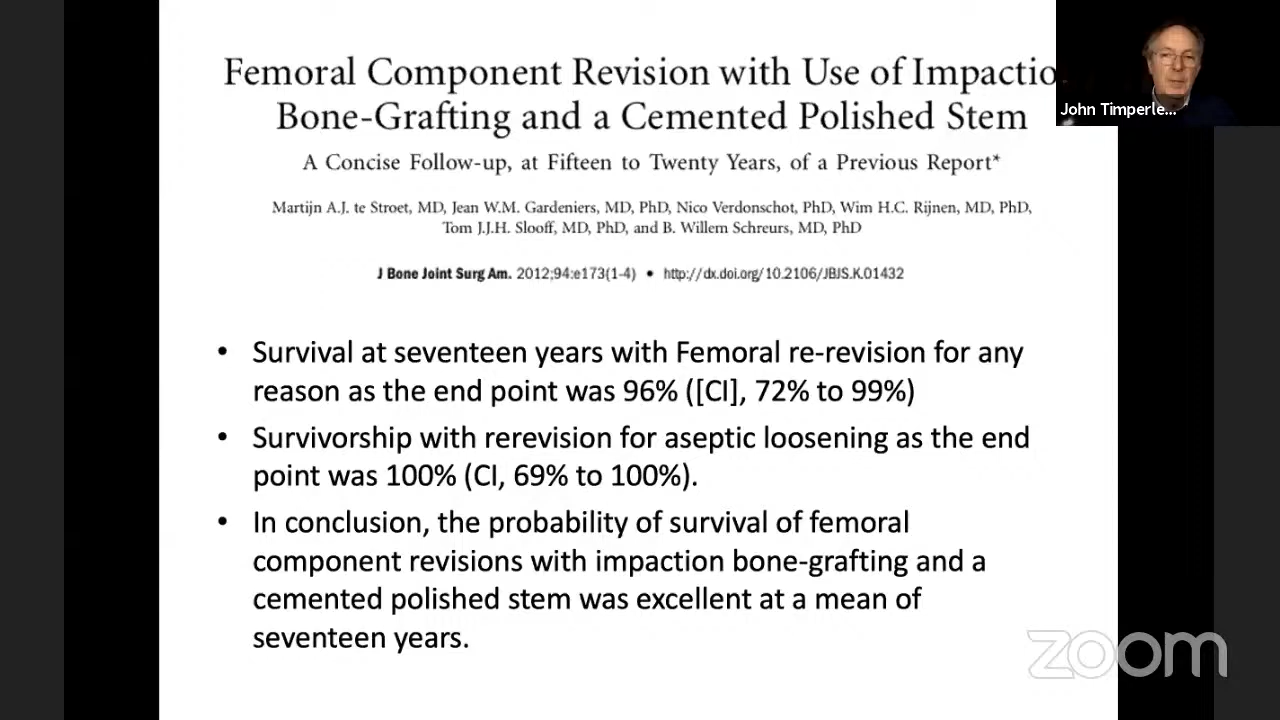 Femoral Component Revision with Use of Impactio
Bone-Grafting and a Cemented Polished Stem
John Timperle...
A Concise Follow-up, at Fifteen to Twenty Years, of a Previous Report*
Martijn A.J. te Stroet, MD, Jean W.M. Gardeniers, MD, PhD, Nico Verdonschot, PhD, Wim H.C. Rijnen, MD, PhD,
Tom J.J.H. Slooff, MD, PhD, and B. Willem Schreurs, MD, PhD
J Bone Joint Surg Am. 2012;94:e173(1-4) • http://dx.doi.org/10.2106/JBJS.K.01432
• Survival at seventeen years with Femoral re-revision for any
reason as the end point was 96% ([CI], 72% to 99%)
• Survivorship with rerevision for aseptic loosening as the end
point was 100% (CI, 69% to 100%).
• In conclusion, the probability of survival of femoral
component revisions with impaction bone-grafting and a
cemented polished stem was excellent at a mean of
seventeen years.
zoom